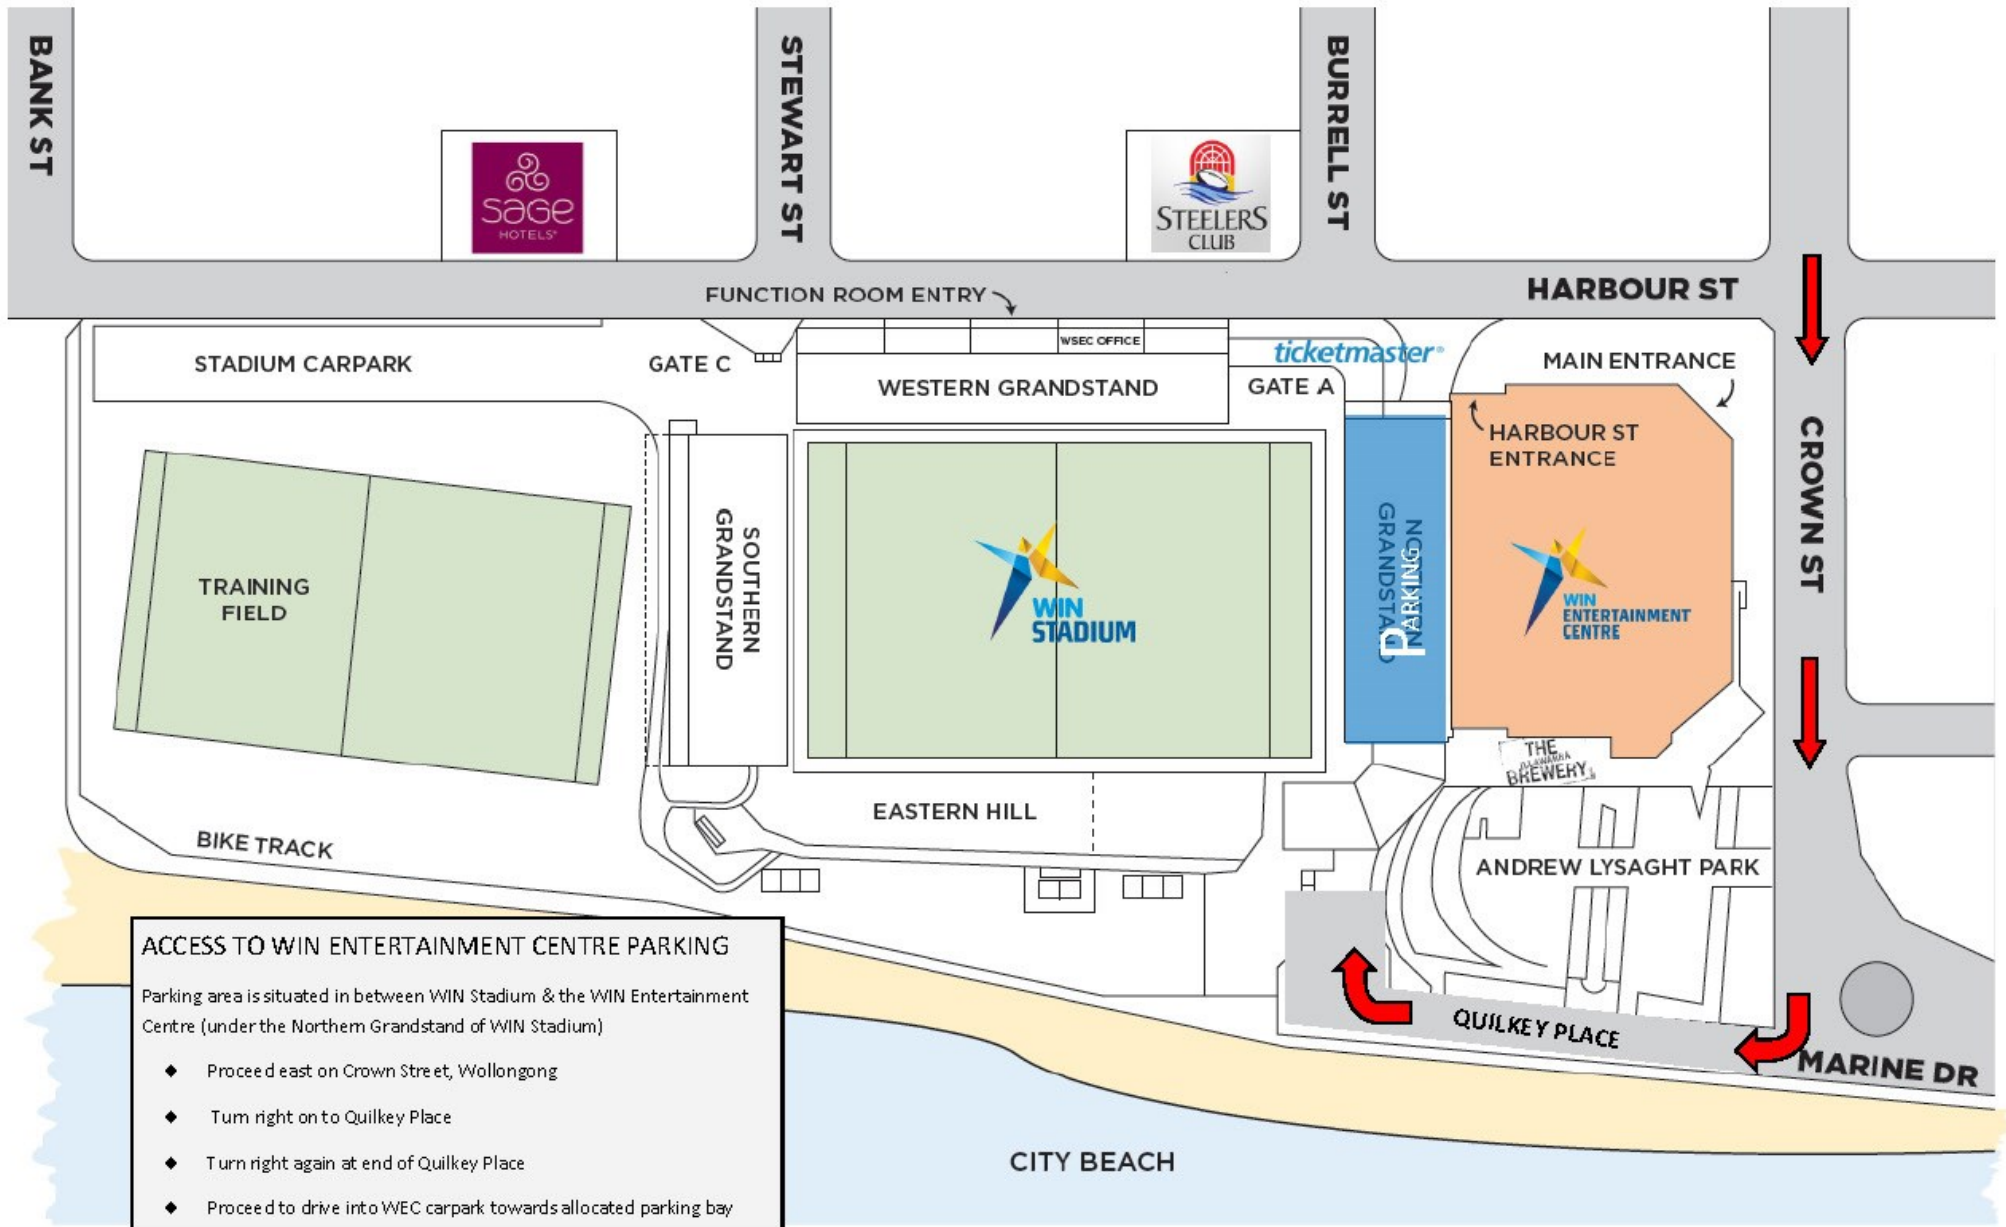 BANK ST
STEWART ST
BURRELL ST
sage
HOTELS
STEELERS
CLUB
HARBOUR ST
FUNCTION ROOM ENTRY
WSEC OFFICE
ticketmaster®
STADIUM CARPARK
GATE C
WESTERN GRANDSTAND
GATE A
MAIN ENTRANCE
HARBOUR ST
ENTRANCE
CROWN ST
TRAINING
FIELD
SOUTHERN
GRANDSTAND
WIN
STADIUM
GRANDSTAND
PARKING
WIN
ENTERTAINMENT
CENTRE
THE
ILLAWARRA
BREWERY
EASTERN HILL
BIKE TRACK
ANDREW LYSAGHT PARK
QUILKEY PLACE
MARINE DR
CITY BEACH
ACCESS TO WIN ENTERTAINMENT CENTRE PARKING
Parking area is situated in between WIN Stadium & the WIN Entertainment
Centre (under the Northern Grandstand of WIN Stadium)
◆ Proceed east on Crown Street, Wollongong
◆ Turn right on to Quilkey Place
◆ Turn right again at end of Quilkey Place
◆ Proceed to drive into WEC carpark towards allocated parking bay